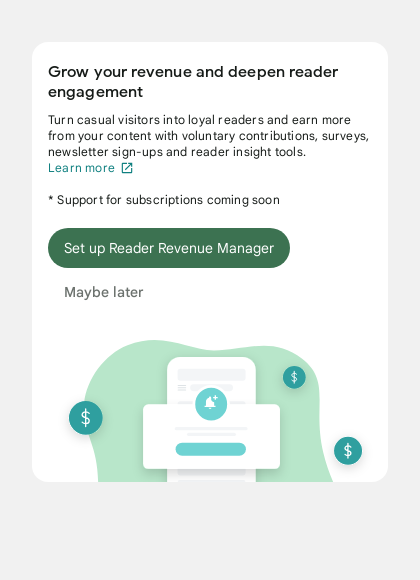 Grow your revenue and deepen reader
engagement
Turn casual visitors into loyal readers and earn more
from your content with voluntary contributions, surveys,
newsletter sign-ups and reader insight tools.
Learn more
* Support for subscriptions coming soon
Set up Reader Revenue Manager
Maybe later
$
$
$